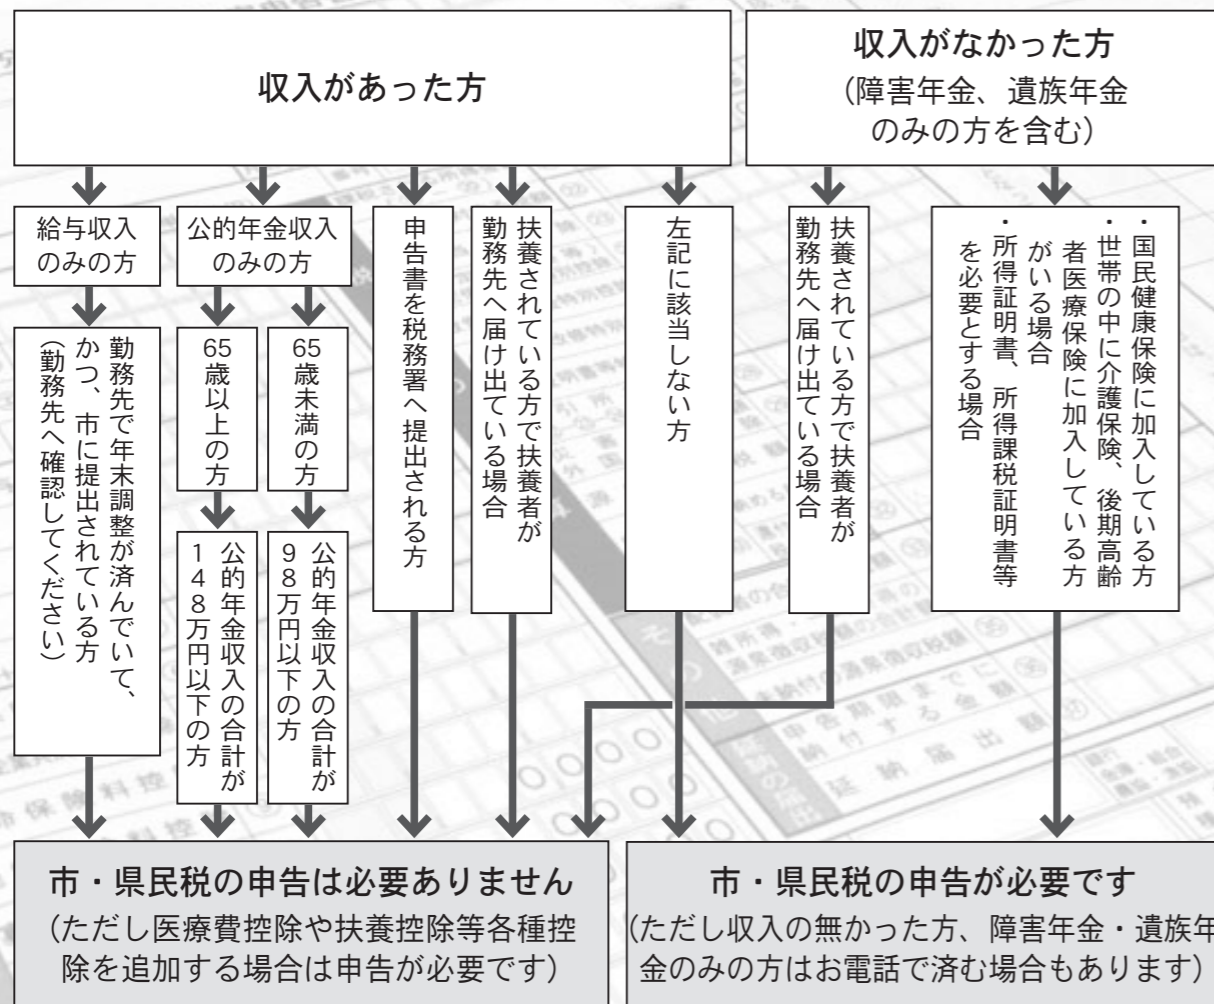 収入があった方
収入がなかった方
（障害年金、遺族年金
のみの方を含む）
給与収入
のみの方
公的年金収入
のみの方
勤務先で年末調整が済んでいて、
かつ、市に提出されている方
（勤務先へ確認してください）
65歳以上の方
65歳未満の方
公的年金収入の合計が
148万円以下の方
公的年金収入の合計が
98万円以下の方
申告書を税務署へ提出される方
扶養されている方で扶養者が
勤務先へ届け出ている場合
左記に該当しない方
扶養されている方で扶養者が
勤務先へ届け出ている場合
・国民健康保険に加入している方
・世帯の中に介護保険、後期高齢
者医療保険に加入している方
がいる場合
・所得証明書、所得課税証明書等
を必要とする場合
市・県民税の申告は必要ありません
（ただし医療費控除や扶養控除等各種控
除を追加する場合は申告が必要です）
市・県民税の申告が必要です
（ただし収入の無かった方、障害年金・遺族年
金のみの方はお電話で済む場合もあります）